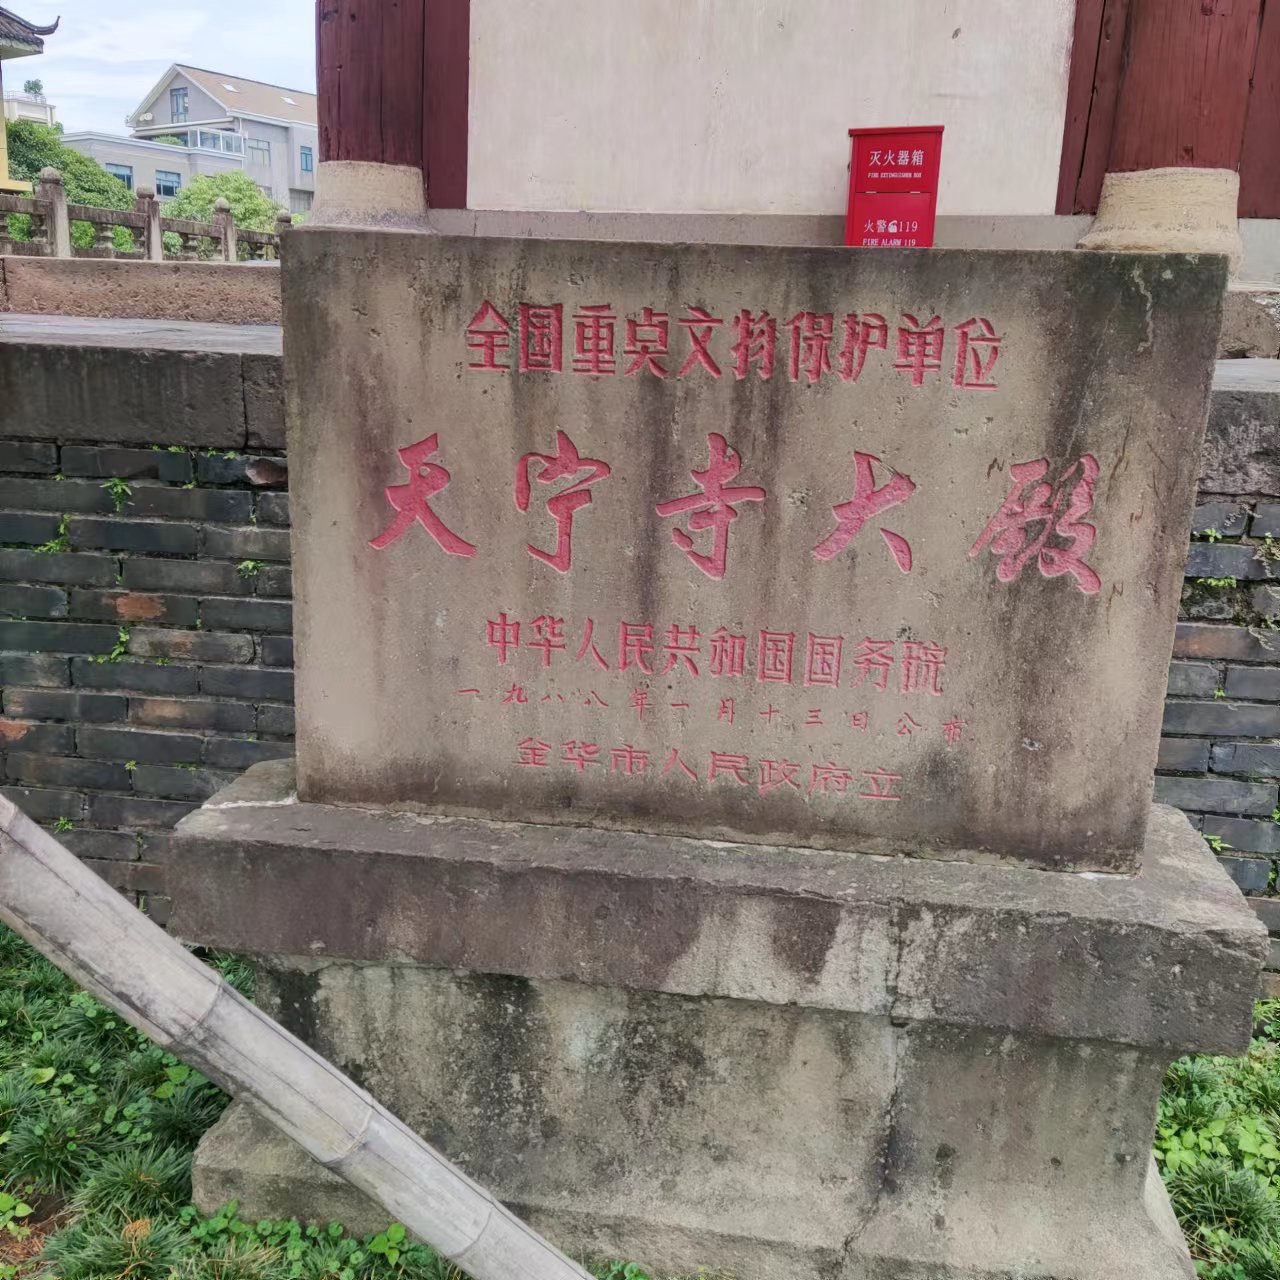 灭火器箱
FIRE EXTINGUISHER BOX
火警 119
FIRE ALARM 119
全国重点文物保护单位
天宁寺大殿
中华人民共和国国务院
一九八八年一月十三日公布
金华市人民政府立